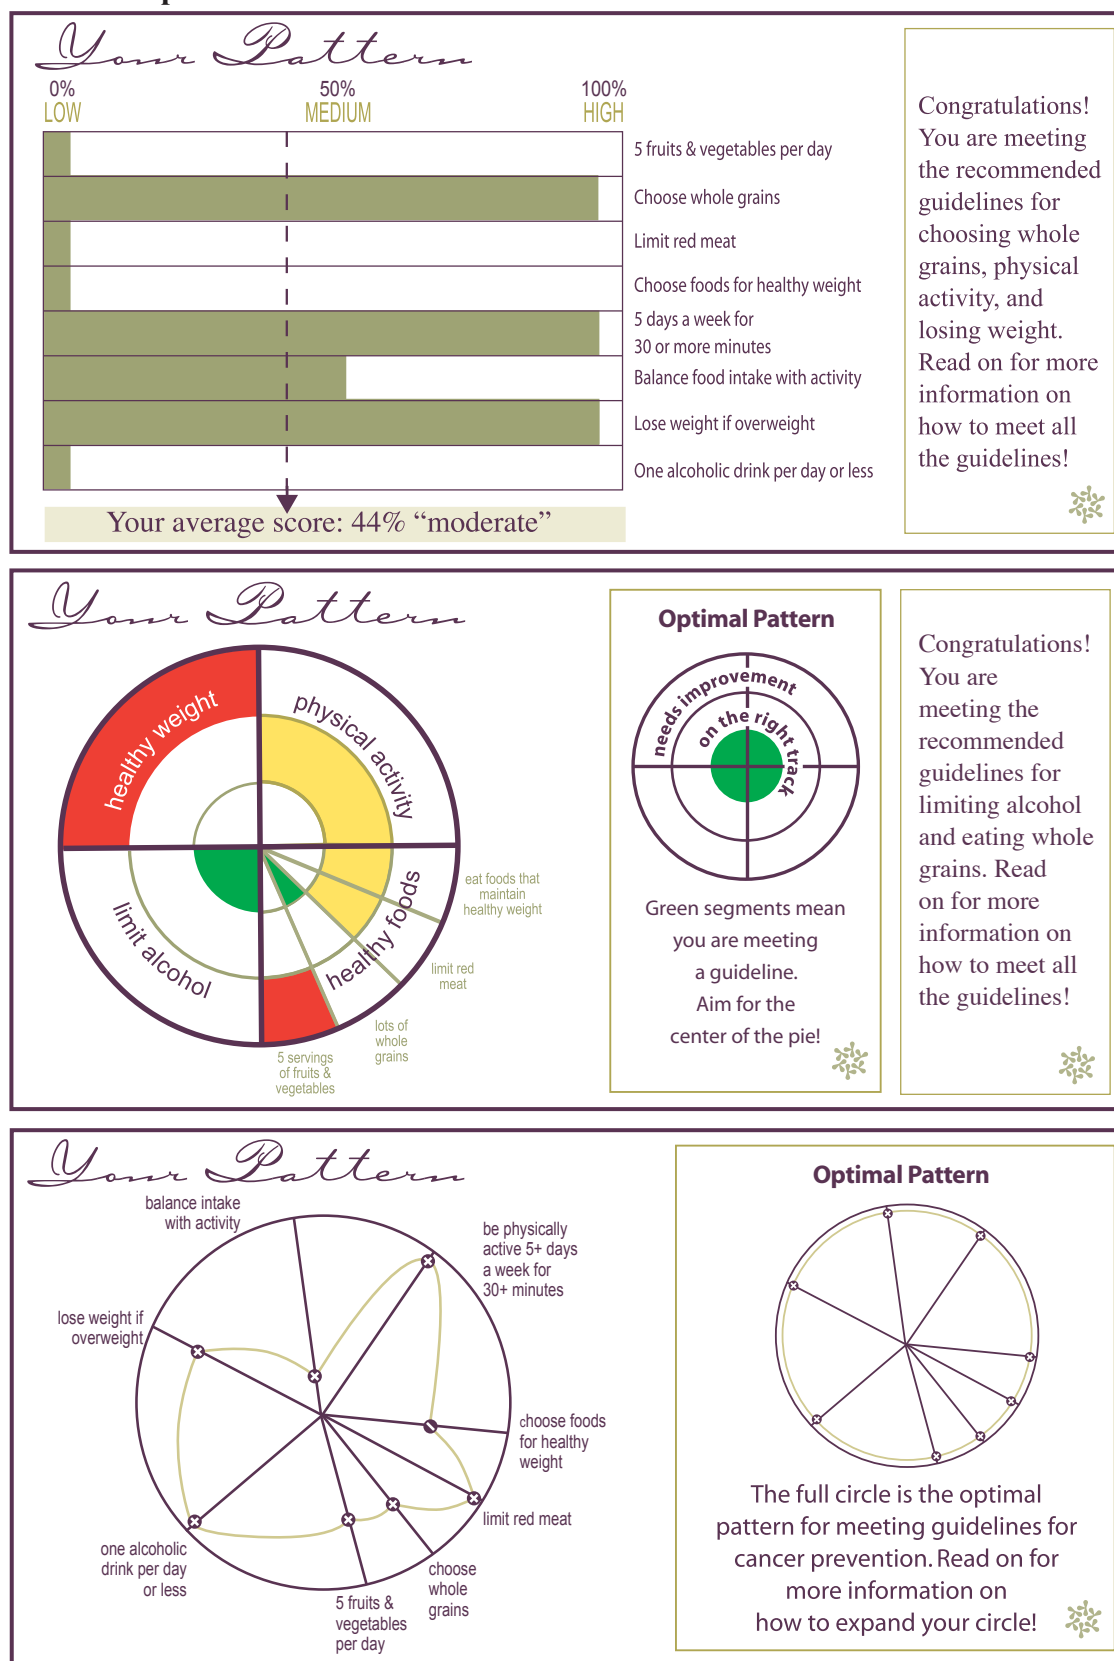 Your Pattern
0%
50%
100%
LOW
MEDIUM
HIGH
5 fruits & vegetables per day
Choose whole grains
Limit red meat
Choose foods for healthy weight
5 days a week for
30 or more minutes
Balance food intake with activity
Lose weight if overweight
One alcoholic drink per day or less
Your average score: 44% “moderate”
Congratulations!
You are meeting
the recommended
guidelines for
choosing whole
grains, physical
activity, and
losing weight.
Read on for more
information on
how to meet all
the guidelines!
Your Pattern
healthy weight
physical activity
limit alcohol
healthy foods
eat foods that
maintain
healthy weight
limit red
meat
lots of
whole
grains
5 servings
of fruits &
vegetables
Optimal Pattern
needs improvement
on the right track
Green segments mean
you are meeting
a guideline.
Aim for the
center of the pie!
Congratulations!
You are
meeting the
recommended
guidelines for
limiting alcohol
and eating whole
grains. Read
on for more
information on
how to meet all
the guidelines!
Your Pattern
balance intake
with activity
be physically
active 5+ days
a week for
30+ minutes
lose weight if
overweight
choose foods
for healthy
weight
limit red meat
choose
whole
grains
5 fruits &
vegetables
per day
one alcoholic
drink per day
or less
Optimal Pattern
The full circle is the optimal
pattern for meeting guidelines for
cancer prevention. Read on for
more information on
how to expand your circle!